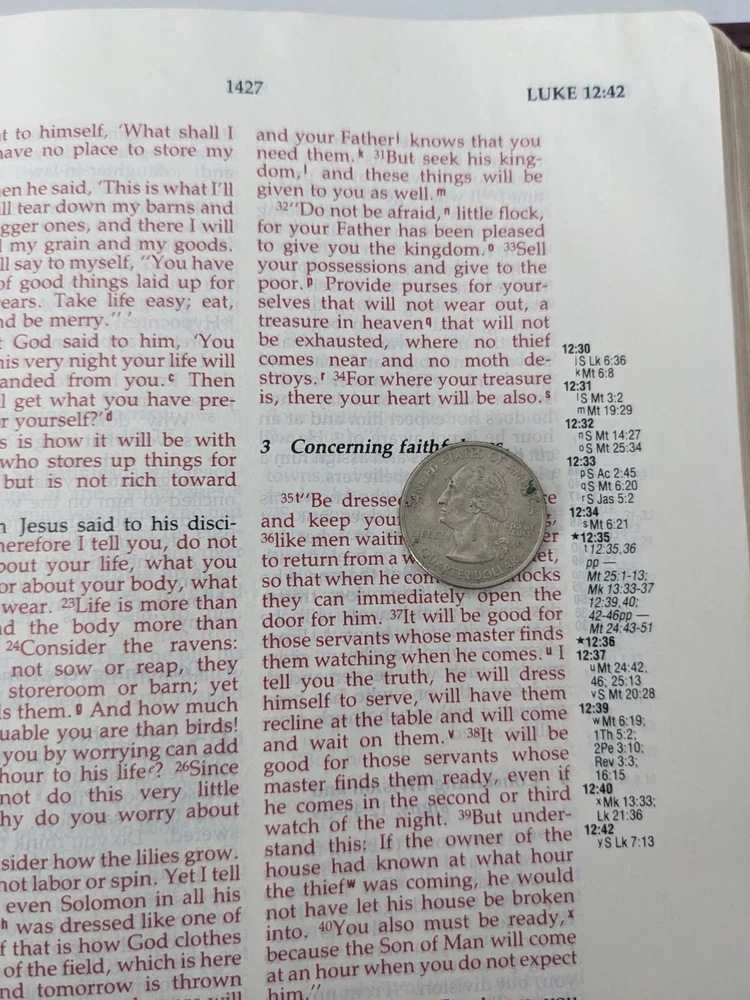 1427
LUKE 12:42
t to himself, 'What shall I
have no place to store my
en he said, 'This is what I'll
ll tear down my barns and
gger ones, and there I will
l my grain and my goods.
ll say to myself, "You have
of good things laid up for
ears. Take life easy; eat,
nd be merry." '
t God said to him, 'You
his very night your life will
anded from you.c Then
l get what you have pre-
r yourself?'d
s is how it will be with
who stores up things for
but is not rich toward
n Jesus said to his disci-
herefore I tell you, do not
bout your life, what you
or about your body, what
wear. 23Life is more than
nd the body more than
24Consider the ravens:
not sow or reap, they
storeroom or barn; yet
ds them.g And how much
uable you are than birds!
you by worrying can add
hour to his life? 26Since
not do this very little
hy do you worry about
sider how the lilies grow.
not labor or spin. Yet I tell
even Solomon in all his
h was dressed like one of
f that is how God clothes
of the field, which is here
nd tomorrow is thrown
will
and your Fatherj knows that you
need them.k 31But seek his king-
dom,l and these things will be
given to you as well.m
32"Do not be afraid,n little flock,
for your Father has been pleased
to give you the kingdom.o 33Sell
your possessions and give to the
poor.p Provide purses for your-
selves that will not wear out, a
treasure in heavenq that will not
be exhausted, where no thief
comes near and no moth de-
stroys.r 34For where your treasure
is, there your heart will be also.s
3 Concerning faithf
35t"Be dresse re
and keep you g,
36like men waiti er
to return from a w et,
so that when he com nocks
they can immediately open the
door for him. 37It will be good for
those servants whose master finds
them watching when he comes.u I
tell you the truth, he will dress
himself to serve, will have them
recline at the table and will come
and wait on them.v 38It will be
good for those servants whose
master finds them ready, even if
he comes in the second or third
watch of the night. 39But under-
stand this: If the owner of the
house had known at what hour
the thiefw was coming, he would
not have let his house be broken
into. 40You also must be ready,x
because the Son of Man will come
at an hour when you do not expect
him."
LIBERTY
QUARTER DOLLAR
12:30
jS Lk 6:36
kMt 6:8
12:31
lS Mt 3:2
mMt 19:29
12:32
nS Mt 14:27
oS Mt 25:34
12:33
pS Ac 2:45
qS Mt 6:20
rS Jas 5:2
12:34
sMt 6:21
★12:35
t12:35,36
pp —
Mt 25:1-13;
Mk 13:33-37
12:39,40;
42-46pp —
Mt 24:43-51
★12:36
12:37
uMt 24:42,
46; 25:13
vS Mt 20:28
12:39
wMt 6:19;
1Th 5:2;
2Pe 3:10;
Rev 3:3;
16:15
12:40
xMk 13:33;
Lk 21:36
12:42
yS Lk 7:13